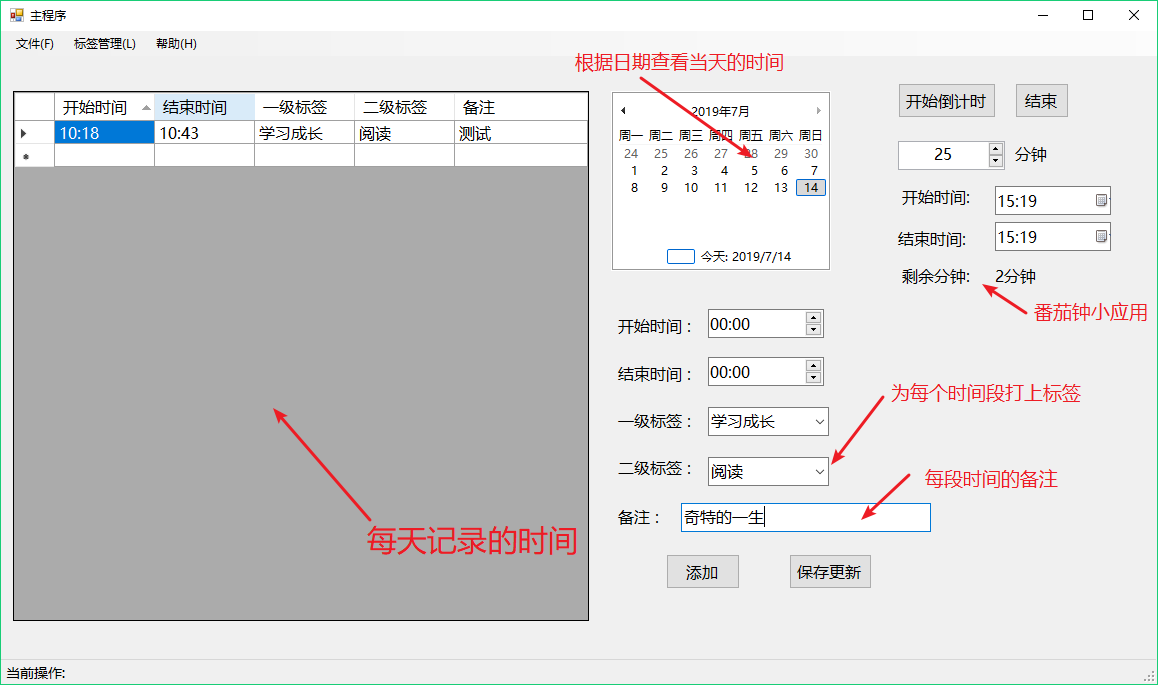 主程序
文件(F) 标签管理(L) 帮助(H)
根据日期查看当天的时间
开始时间 结束时间 一级标签 二级标签 备注
10:18 10:43 学习成长 阅读 测试
2019年7月
周一 周二 周三 周四 周五 周六 周日
24 25 26 27 28 29 30
1 2 3 4 5 6 7
8 9 10 11 12 13 14
今天: 2019/7/14
开始倒计时 结束
25 分钟
开始时间: 15:19
结束时间: 15:19
剩余分钟: 2分钟
番茄钟小应用
开始时间： 00:00
结束时间： 00:00
为每个时间段打上标签
一级标签： 学习成长
二级标签： 阅读
每段时间的备注
备注： 奇特的一生
每天记录的时间
添加 保存更新
当前操作: